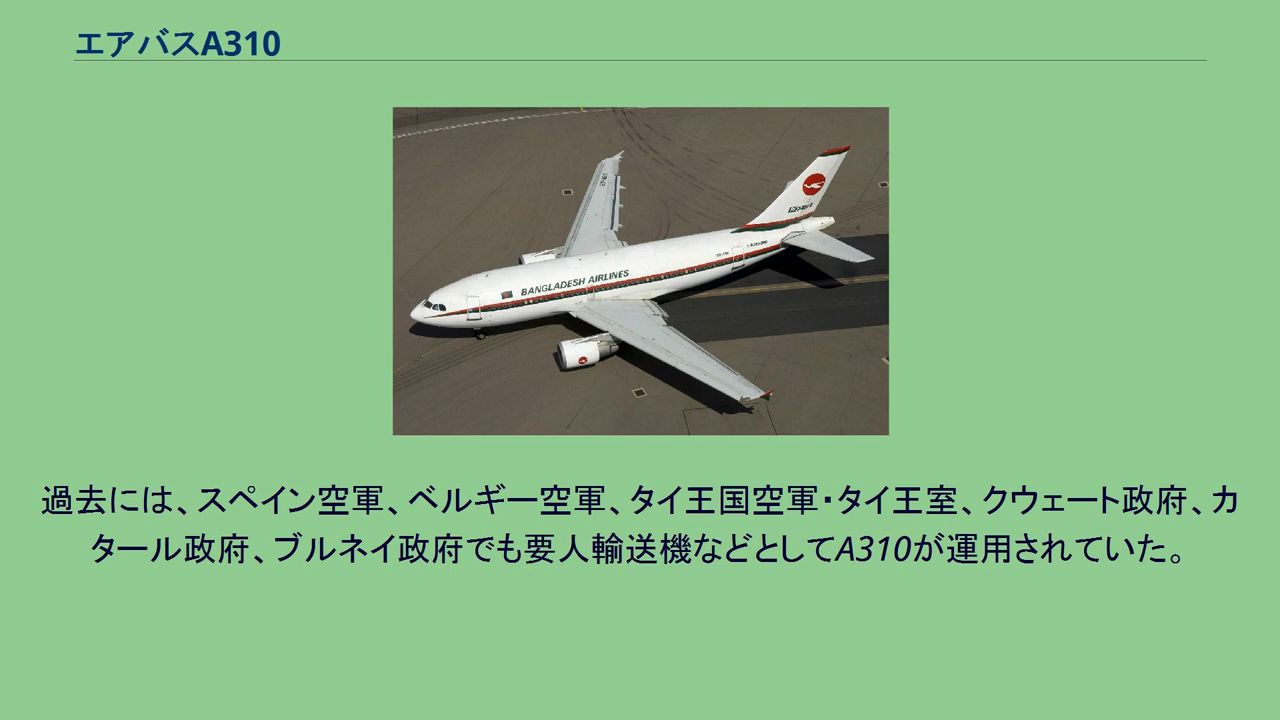 エアバスA310
BANGLADESH AIRLINES
過去には、スペイン空軍、ベルギー空軍、タイ王国空軍・タイ王室、クウェート政府、カ
タール政府、ブルネイ政府でも要人輸送機などとしてA310が運用されていた。